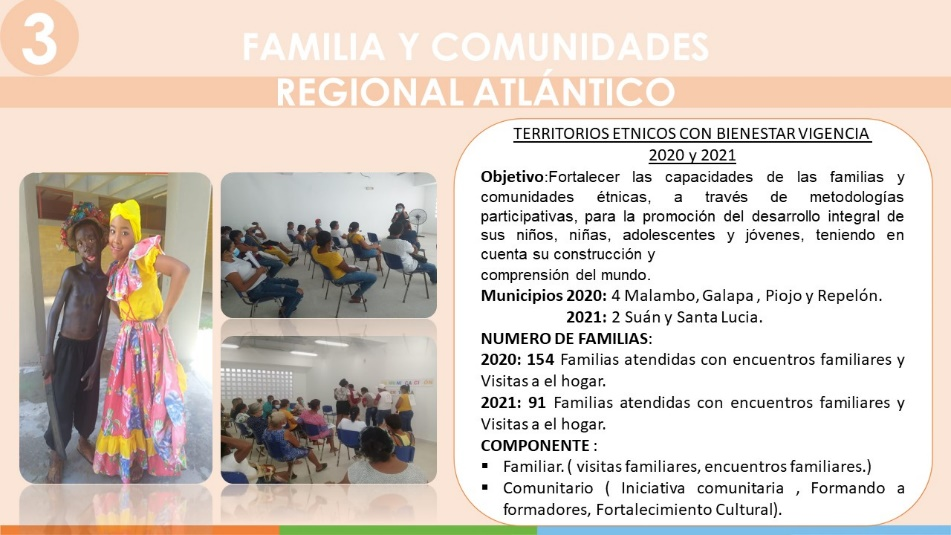 3
FAMILIA Y COMUNIDADES
REGIONAL ATLÁNTICO
TERRITORIOS ETNICOS CON BIENESTAR VIGENCIA
2020 y 2021
Objetivo:Fortalecer las capacidades de las familias y
comunidades étnicas, a través de metodologías
participativas, para la promoción del desarrollo integral de
sus niños, niñas, adolescentes y jóvenes, teniendo en
cuenta su construcción y
comprensión del mundo.
Municipios 2020: 4 Malambo, Galapa , Piojo y Repelón.
2021: 2 Suán y Santa Lucia.
NUMERO DE FAMILIAS:
2020: 154 Familias atendidas con encuentros familiares y
Visitas a el hogar.
2021: 91 Familias atendidas con encuentros familiares y
Visitas a el hogar.
COMPONENTE :
▪ Familiar. ( visitas familiares, encuentros familiares.)
▪ Comunitario ( Iniciativa comunitaria , Formando a
formadores, Fortalecimiento Cultural).